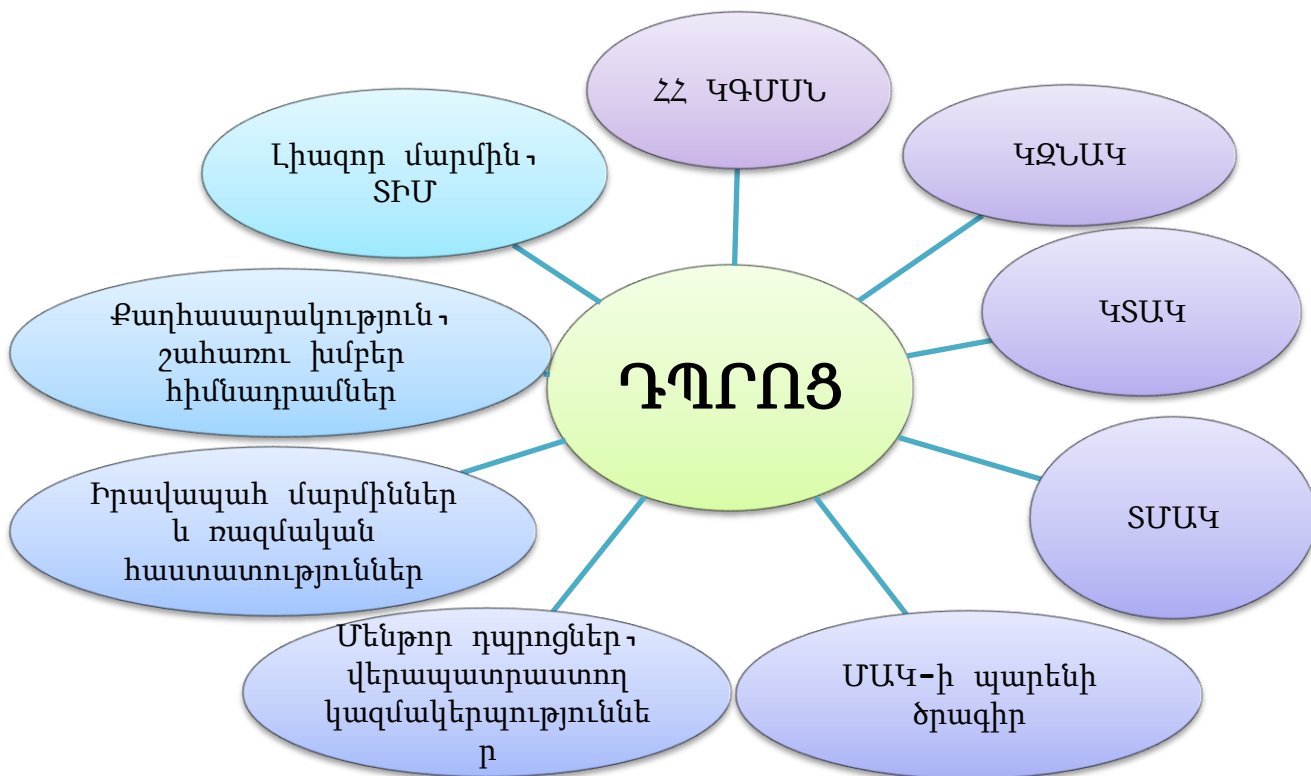 ՀՀ ԿԳՄՍՆ
ԿԶՆԱԿ
ԿՏԱԿ
ՏՄԱԿ
ՄԱԿ-ի պարենի
ծրագիր
Մենթոր դպրոցներ,
վերապատրաստող
կազմակերպություննե
ր
Իրավապահ մարմիններ
և ռազմական
հաստատություններ
Քաղհասարակություն,
շահառու խմբեր
հիմնադրամներ
Լիազոր մարմին,
ՏԻՄ
ԴՊՐՈՑ